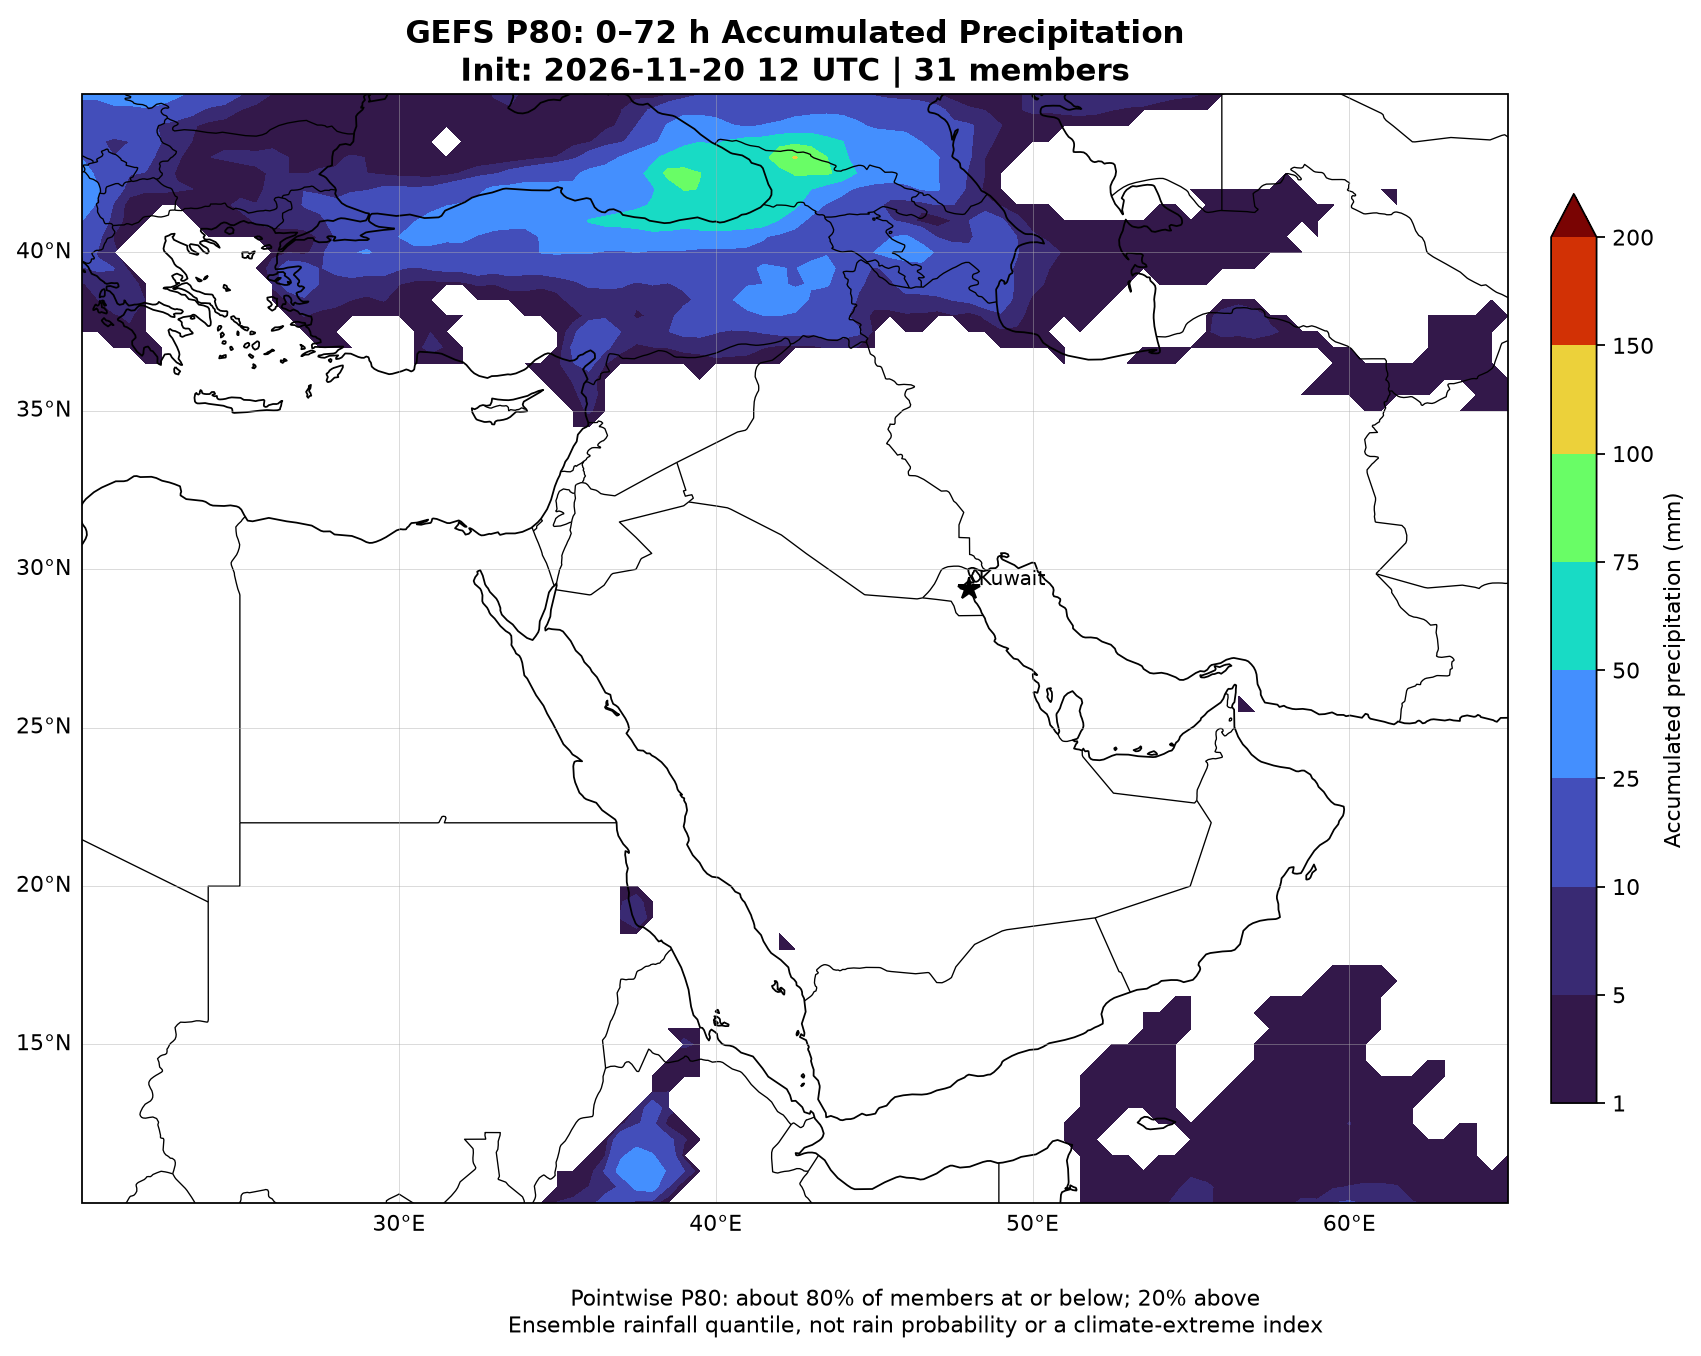 GEFS P80: 0–72 h Accumulated Precipitation
Init: 2026-11-20 12 UTC | 31 members
40°N
35°N
30°N
25°N
20°N
15°N
30°E
40°E
50°E
60°E
Kuwait
200
150
100
75
50
25
10
5
1
Accumulated precipitation (mm)
Pointwise P80: about 80% of members at or below; 20% above
Ensemble rainfall quantile, not rain probability or a climate-extreme index